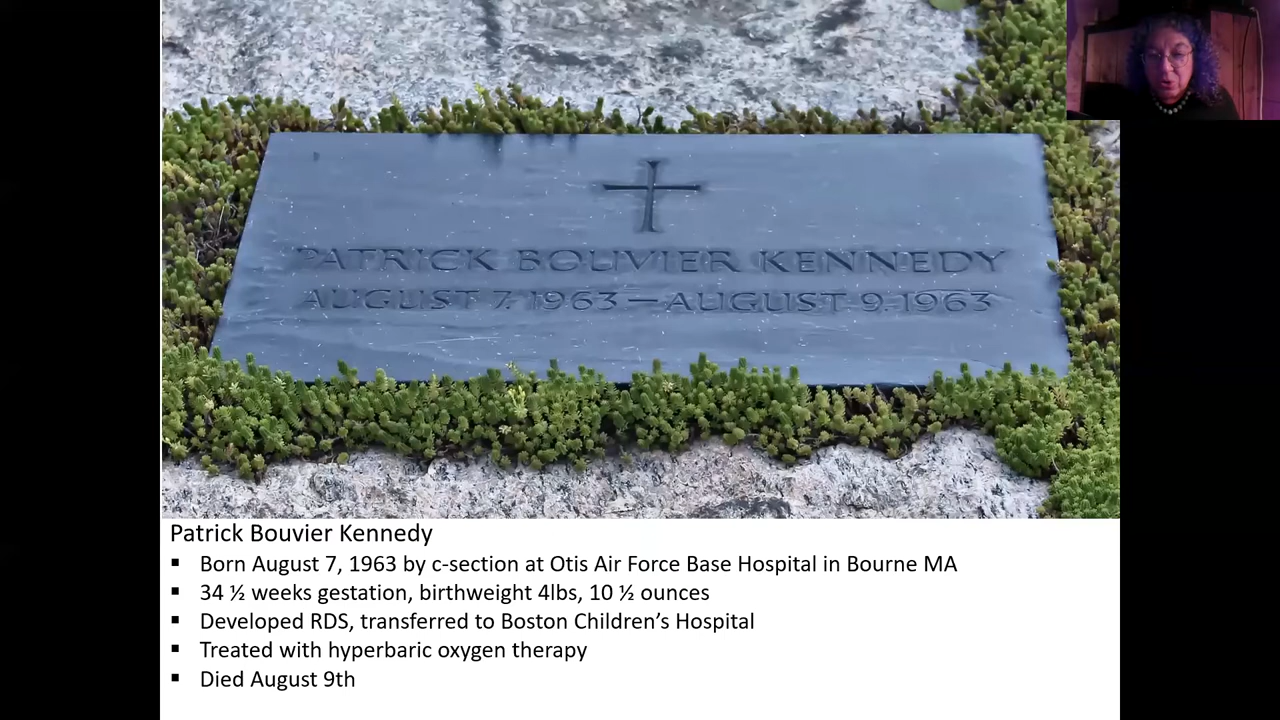 PATRICK BOUVIER KENNEDY
AUGUST 7. 1963 — AUGUST 9. 1963
Patrick Bouvier Kennedy
▪ Born August 7, 1963 by c-section at Otis Air Force Base Hospital in Bourne MA
▪ 34 ½ weeks gestation, birthweight 4lbs, 10 ½ ounces
▪ Developed RDS, transferred to Boston Children’s Hospital
▪ Treated with hyperbaric oxygen therapy
▪ Died August 9th